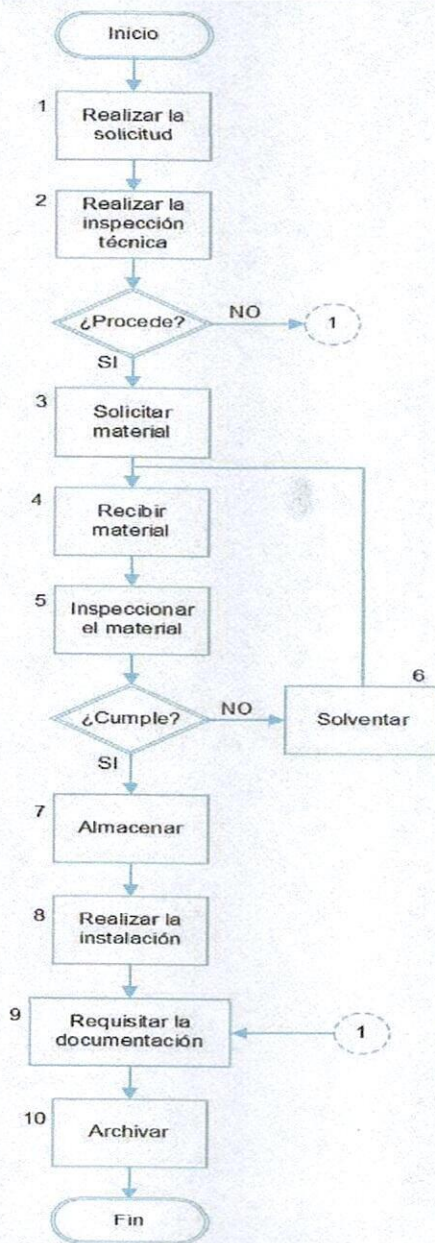 Inicio
1
Realizar la
solicitud
2
Realizar la
inspección
técnica
¿Procede?
NO
1
SI
3
Solicitar
material
4
Recibir
material
5
Inspeccionar
el material
6
¿Cumple?
NO
Solventar
SI
7
Almacenar
8
Realizar la
instalación
9
Requisitar la
documentación
1
10
Archivar
Fin